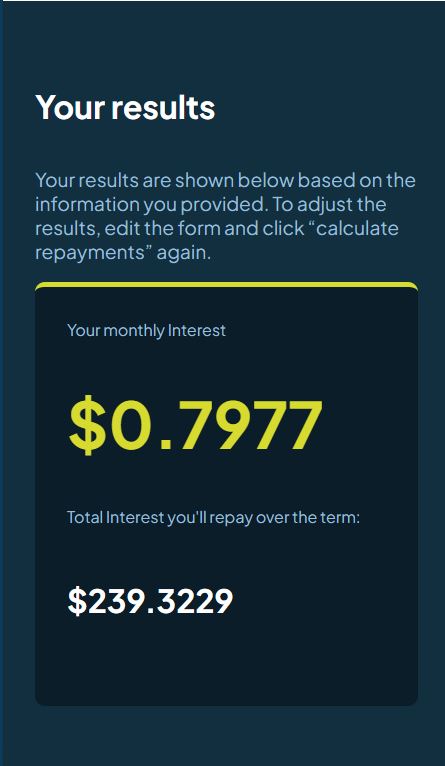 Your results
Your results are shown below based on the
information you provided. To adjust the
results, edit the form and click “calculate
repayments” again.
Your monthly Interest
$0.7977
Total Interest you'll repay over the term:
$239.3229